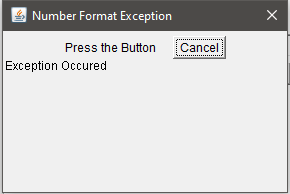 Number Format Exception
Press the Button Cancel
Exception Occured